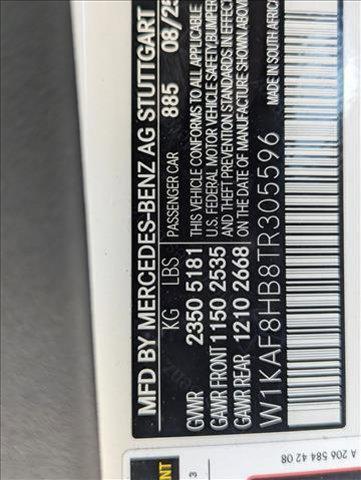 MFD BY MERCEDES-BENZ AG STUTTGART
PASSENGER CAR 885 08/25
KG LBS
GVWR 2350 5181
GAWR FRONT 1150 2535
GAWR REAR 1210 2668
THIS VEHICLE CONFORMS TO ALL APPLICABLE
U.S. FEDERAL MOTOR VEHICLE SAFETY, BUMPER
AND THEFT PREVENTION STANDARDS IN EFFECT
ON THE DATE OF MANUFACTURE SHOWN ABOVE
W1KAF8HB8TR305596
MADE IN SOUTH AFRICA
A 206 584 42 08
3